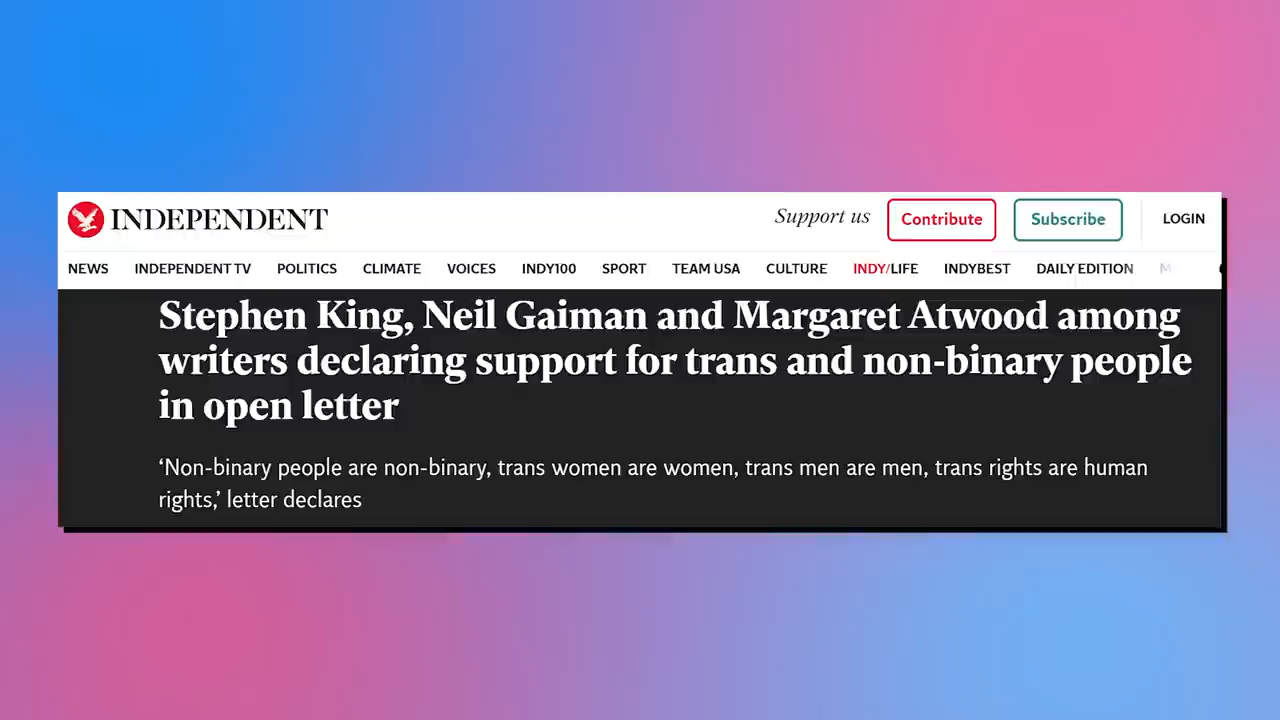 INDEPENDENT
Support us
Contribute
Subscribe
LOGIN
NEWS
INDEPENDENT TV
POLITICS
CLIMATE
VOICES
INDY100
SPORT
TEAM USA
CULTURE
INDY/LIFE
INDYBEST
DAILY EDITION
Stephen King, Neil Gaiman and Margaret Atwood among
writers declaring support for trans and non-binary people
in open letter
‘Non-binary people are non-binary, trans women are women, trans men are men, trans rights are human
rights,’ letter declares